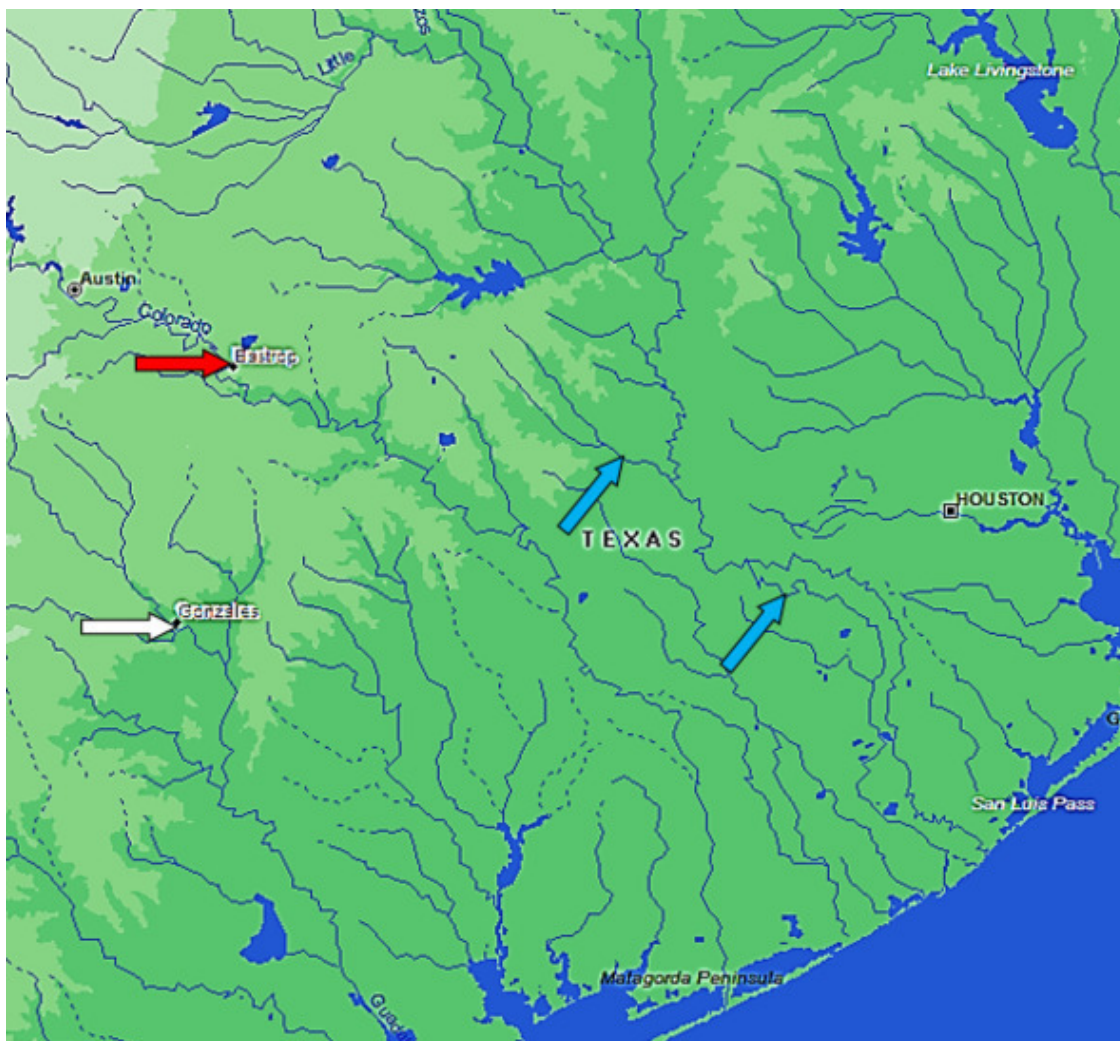 Little
Lake Livingstone
Austin
Colorado
Bastrop
HOUSTON
TEXAS
Gonzales
San Luis Pass
Matagorda Peninsula